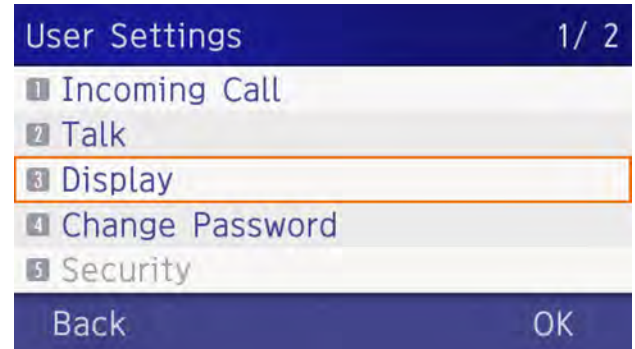 User Settings 1/ 2
1 Incoming Call
2 Talk
3 Display
4 Change Password
5 Security
Back OK